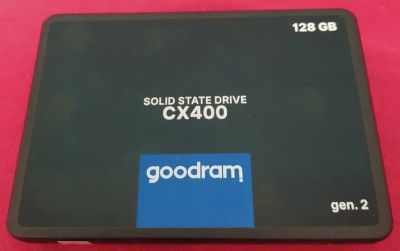 128 GB
SOLID STATE DRIVE
CX400
goodram
gen. 2